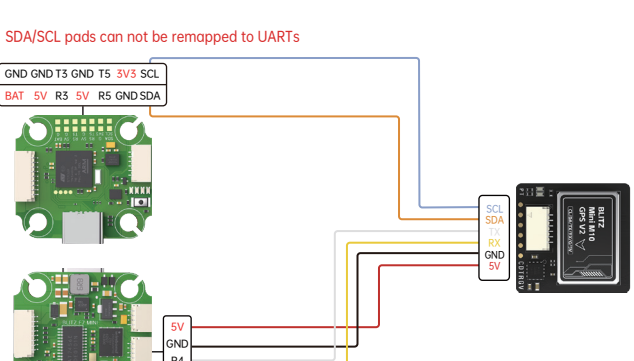 SDA/SCL pads can not be remapped to UARTs
GND GND T3 GND T5 3V3 SCL
BAT 5V R3 5V R5 GND SDA
SCL
SDA
TX
RX
GND
5V
BLITZ
Mini M10
GPS V2
5V
GND
R4